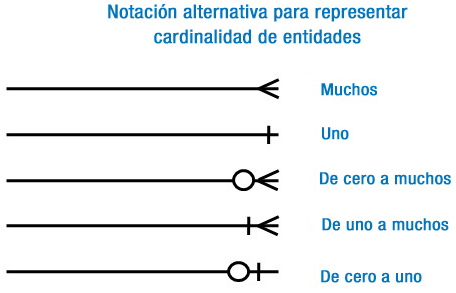 Notación alternativa para representar
cardinalidad de entidades
Muchos
Uno
De cero a muchos
De uno a muchos
De cero a uno